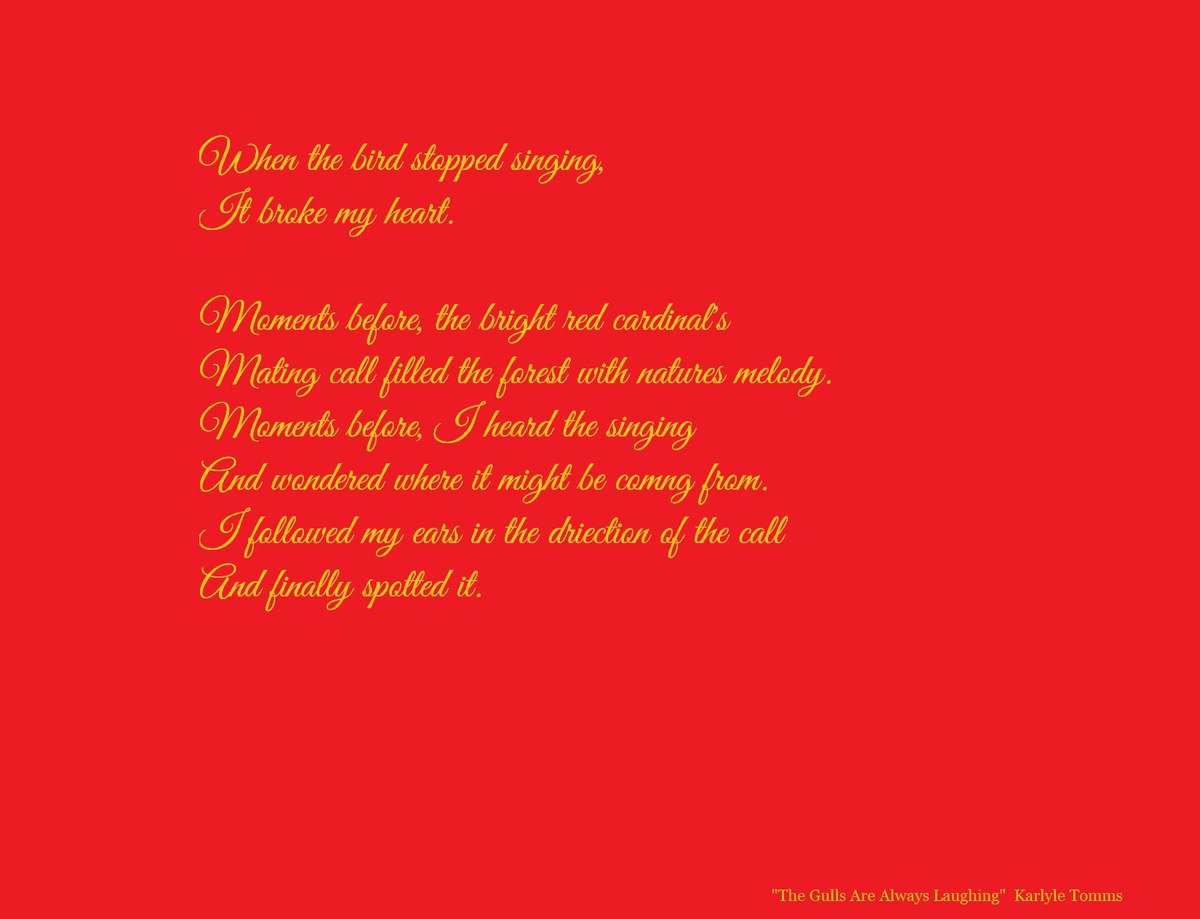 When the bird stopped singing,
It broke my heart.
Moments before, the bright red cardinal's
Mating call filled the forest with natures melody.
Moments before, I heard the singing
And wondered where it might be comng from.
I followed my ears in the driection of the call
And finally spotted it.
"The Gulls Are Always Laughing"  Karlyle Tomms